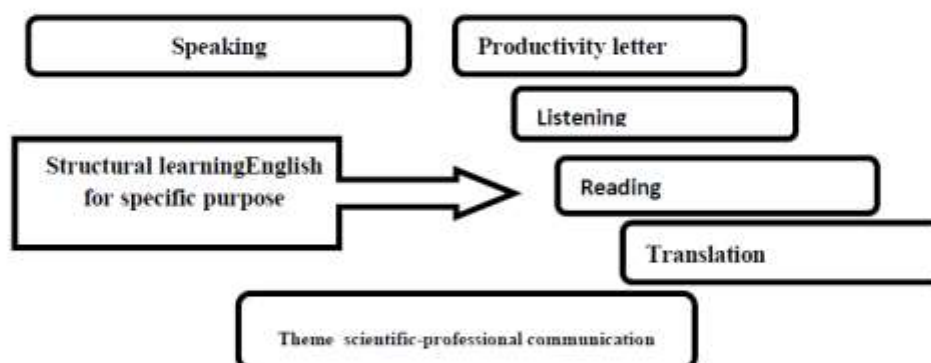 Speaking
Productivity letter
Listening
Structural learningEnglish
for specific purpose
Reading
Translation
Theme scientific-professional communication